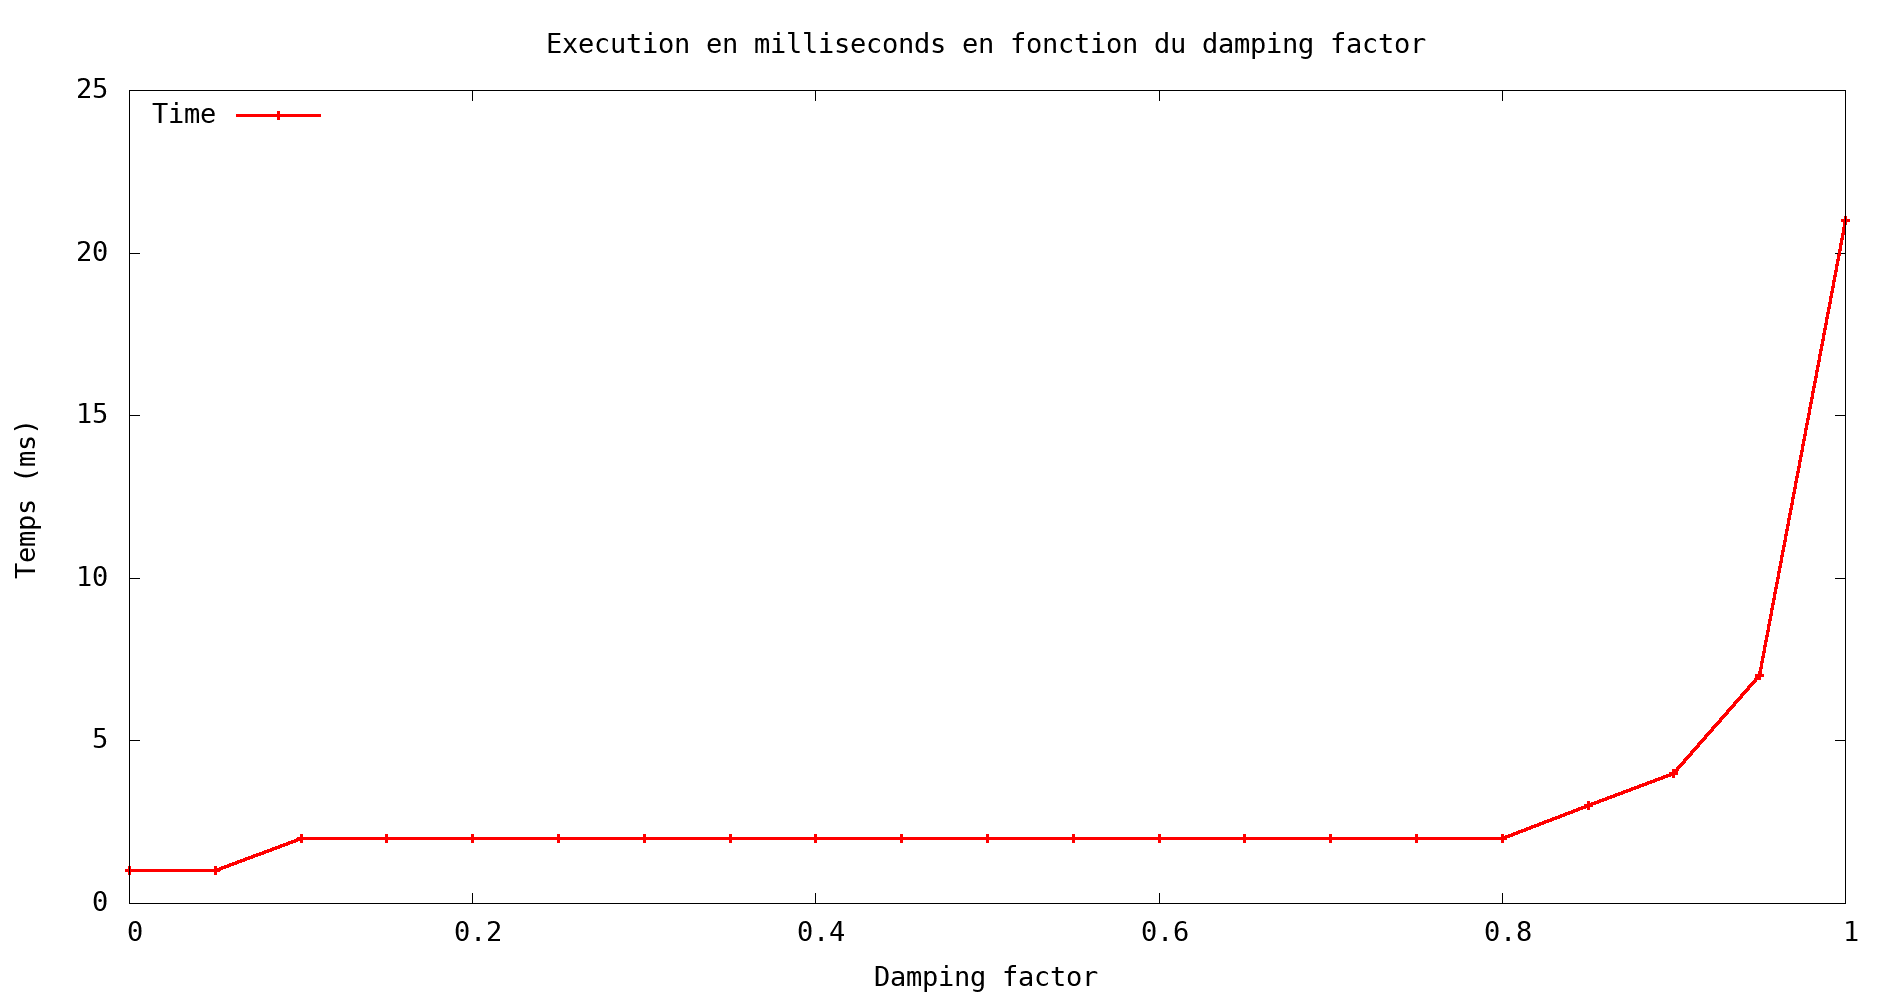 Execution en milliseconds en fonction du damping factor
25
Time
20
15
10
5
0
Temps (ms)
0 0.2 0.4 0.6 0.8 1
Damping factor